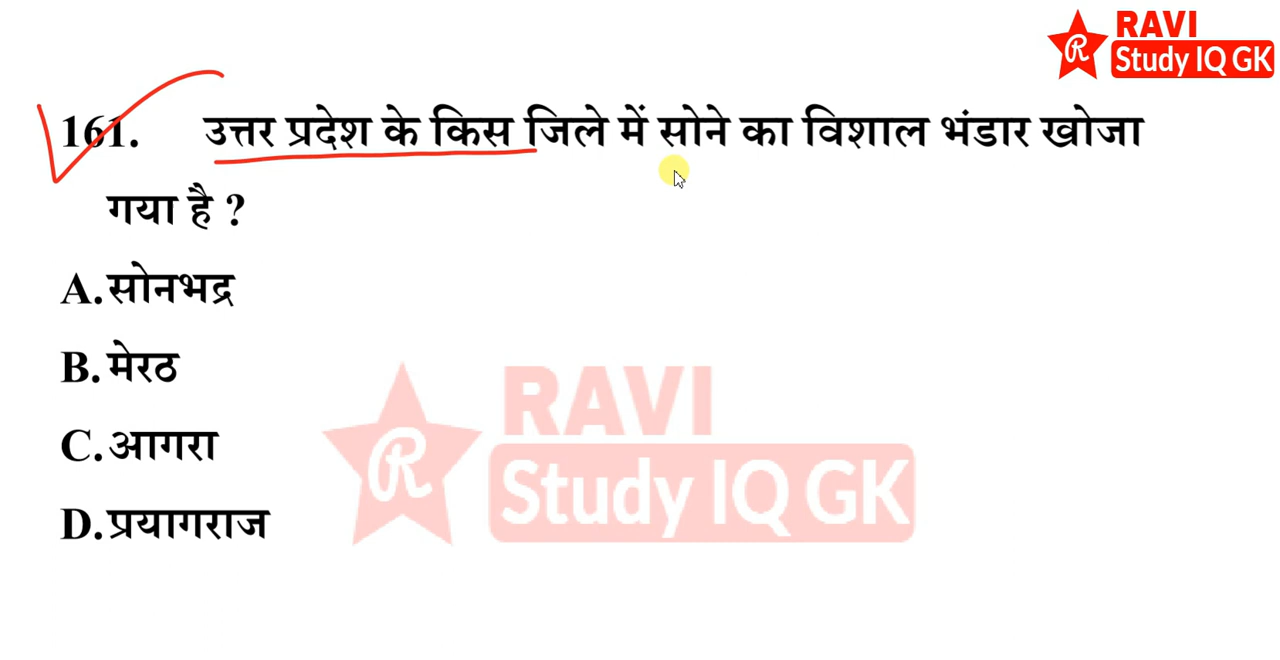 RAVI
Study IQ GK
161. उत्तर प्रदेश के किस जिले में सोने का विशाल भंडार खोजा
गया है ?
A. सोनभद्र
B. मेरठ
C. आगरा
D. प्रयागराज
RAVI
Study IQ GK